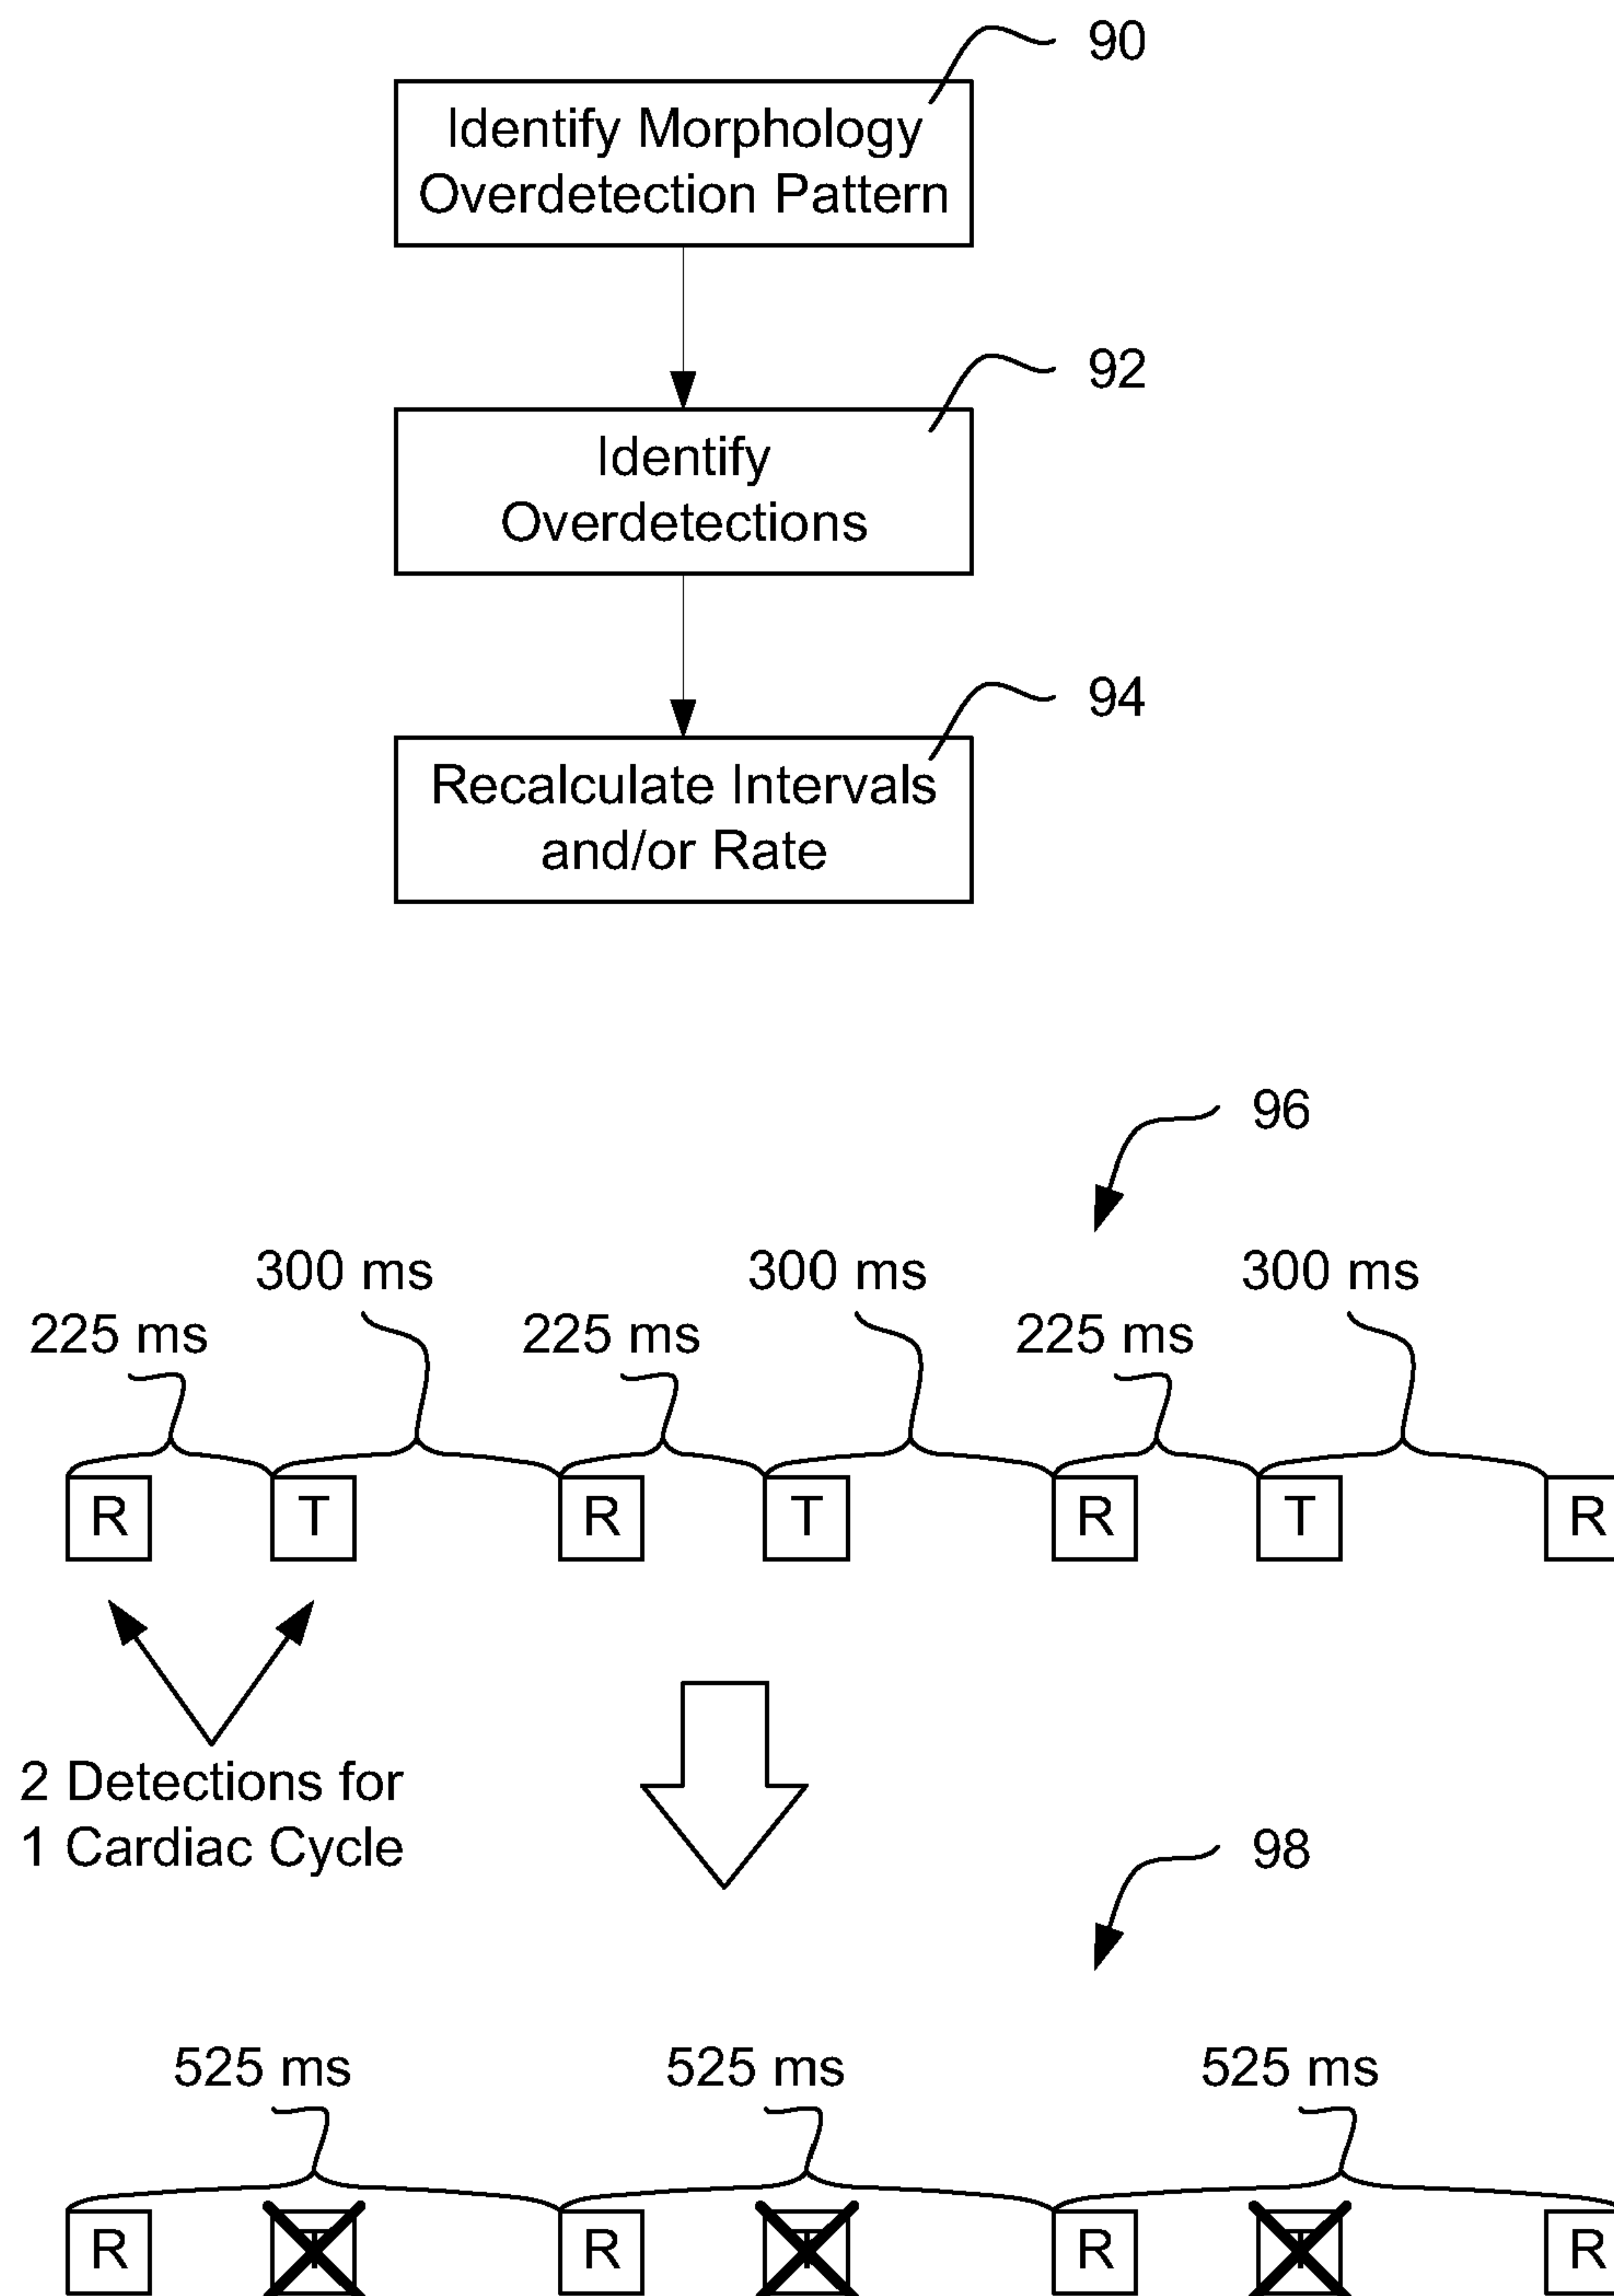 90
Identify Morphology
Overdetection Pattern
92
Identify
Overdetections
94
Recalculate Intervals
and/or Rate
96
300 ms 300 ms 300 ms
225 ms 225 ms 225 ms
R T R T R T R
2 Detections for
1 Cardiac Cycle
98
525 ms 525 ms 525 ms
R T R T R T R